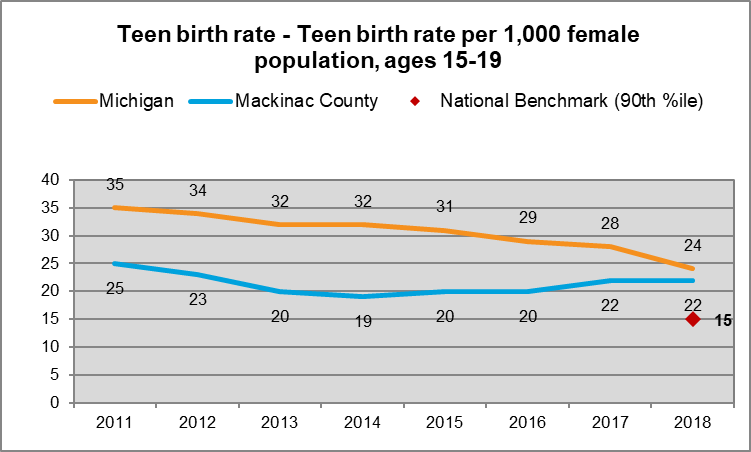 Teen birth rate - Teen birth rate per 1,000 female
population, ages 15-19
Michigan Mackinac County National Benchmark (90th %ile)
40
35
30
25
20
15
10
5
0
35 34 32 32 31 29 28 24
25 23 20 19 20 20 22 22
15
2011 2012 2013 2014 2015 2016 2017 2018